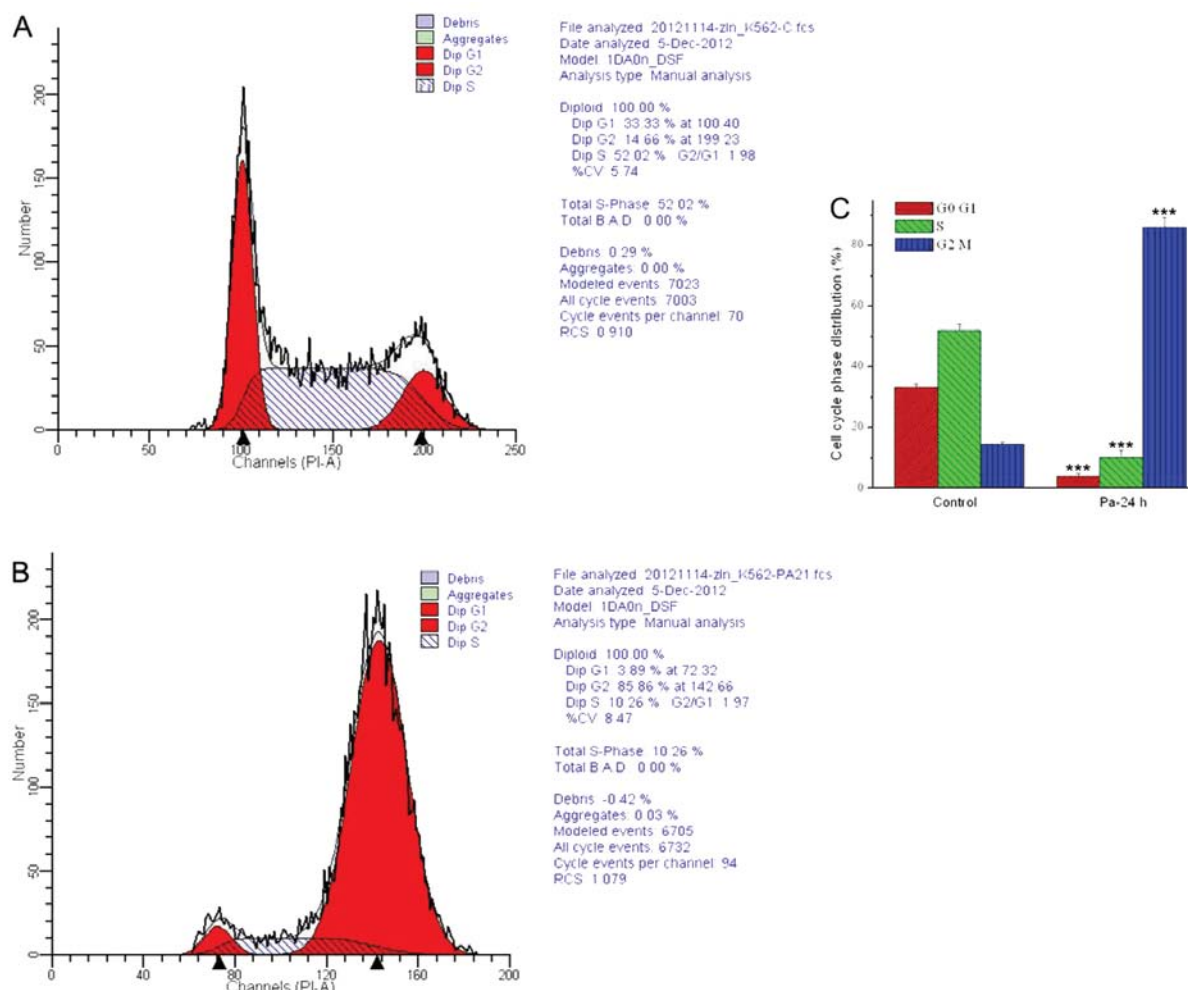 A
Debris
Aggregates
Dip G1
Dip G2
Dip S
Number
200
150
100
50
0
0 50 100 150 200 250
Channels (PI-A)
File analyzed 20121114-zln_K562-C.fcs
Date analyzed 5-Dec-2012
Model 1DA0n_DSF
Analysis type Manual analysis
Diploid 100 00 %
Dip G1 33 33 % at 100 40
Dip G2 14 66 % at 199 23
Dip S 52 02 % G2/G1 1 98
%CV 5 74
Total S-Phase 52 02 %
Total B A D 0 00 %
Debris 0 29 %
Aggregates 0 00 %
Modeled events 7023
All cycle events 7003
Cycle events per channel 70
RCS 0 910
B
Debris
Aggregates
Dip G1
Dip G2
Dip S
Number
200
150
100
50
0
0 40 80 120 160 200
Channels (PI-A)
File analyzed 20121114-zln_K562-PA21 fcs
Date analyzed 5-Dec-2012
Model 1DA0n_DSF
Analysis type Manual analysis
Diploid 100 00 %
Dip G1 3 89 % at 72 32
Dip G2 85 86 % at 142 66
Dip S 10 26 % G2/G1 1 97
%CV 8 47
Total S-Phase 10 26 %
Total B A D 0 00 %
Debris -0 42 %
Aggregates 0 03 %
Modeled events 6705
All cycle events 6732
Cycle events per channel 94
RCS 1 079
C
G0 G1
S
G2 M
Cell cycle phase distribution (%)
80
60
40
20
0
*** *** ***
Control Pa-24 h